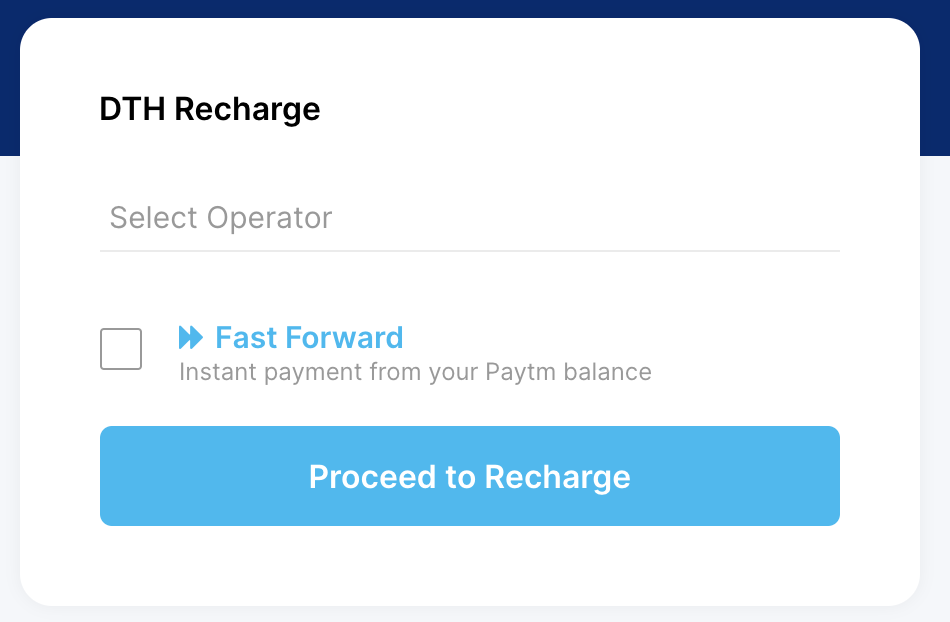 DTH Recharge
Select Operator
Fast Forward
Instant payment from your Paytm balance
Proceed to Recharge